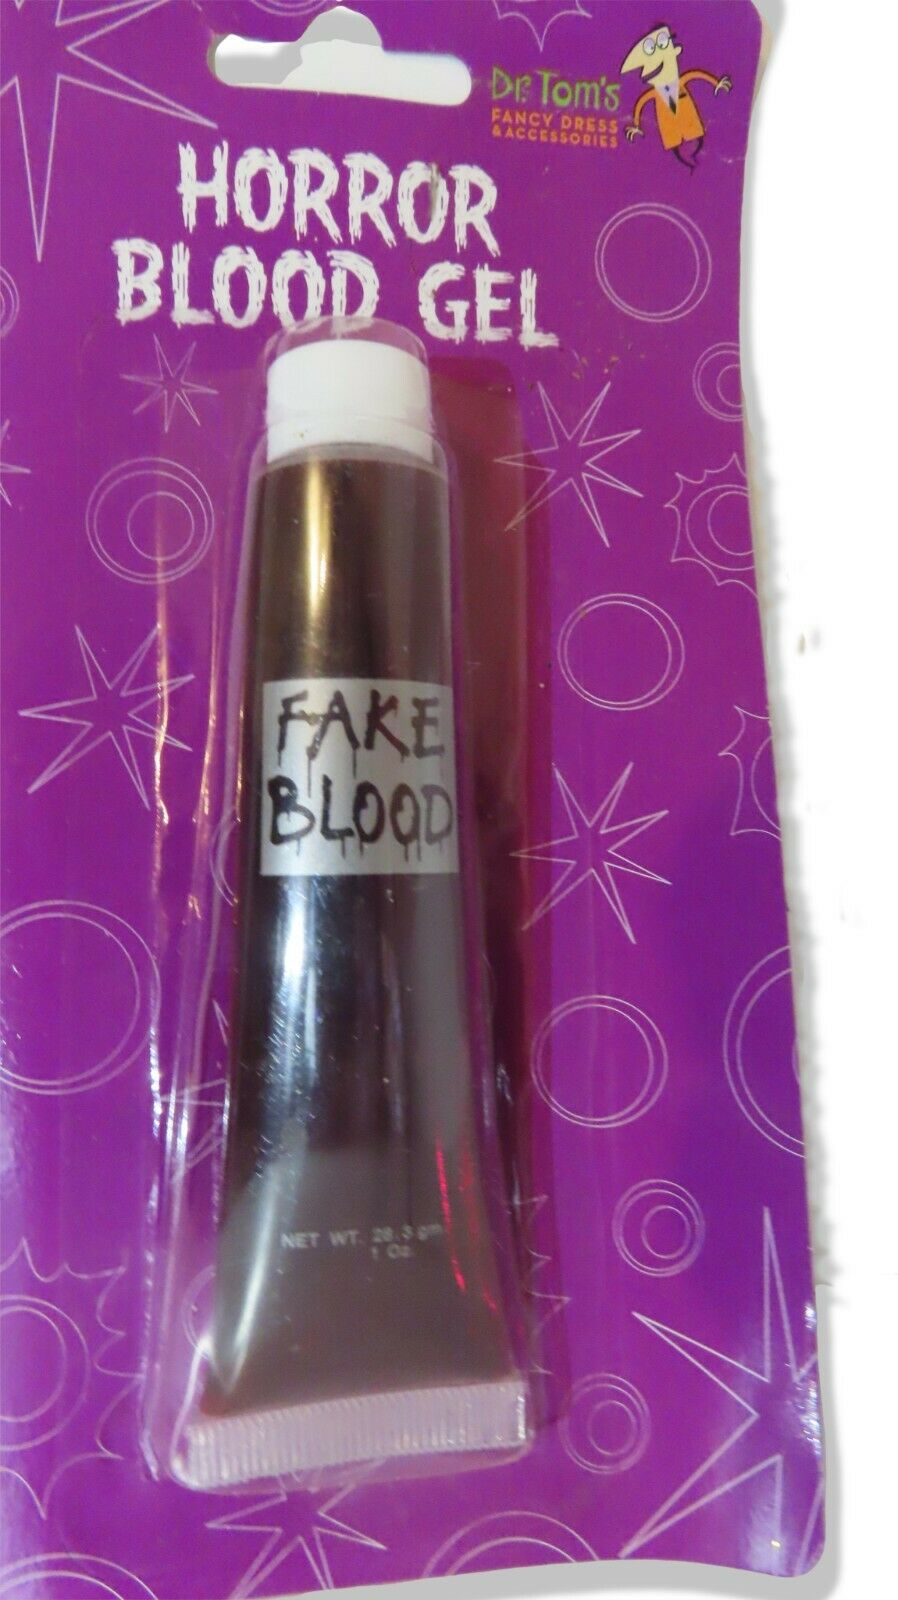 Dr. Tom's
FANCY DRESS
& ACCESSORIES
HORROR
BLOOD GEL
FAKE
BLOOD
NET WT. 28.3 gm
1 Oz.